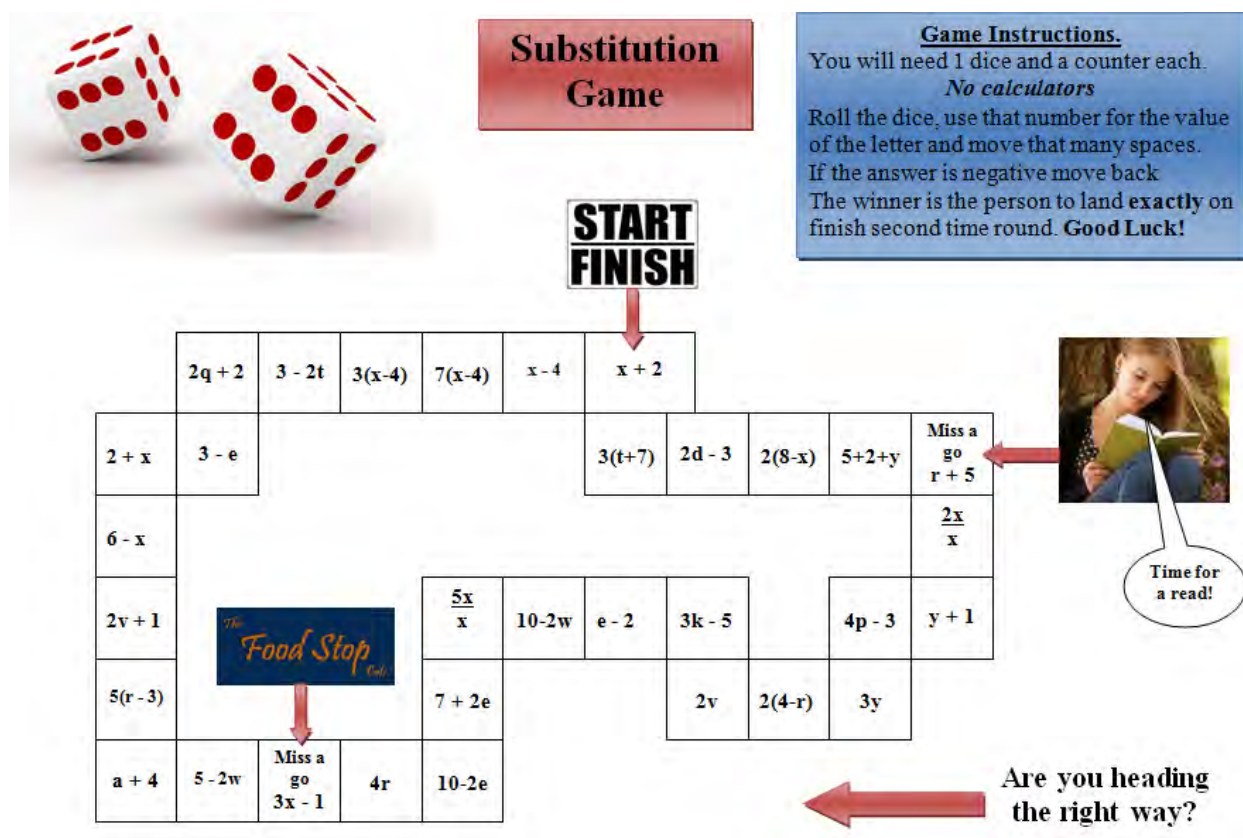 Substitution
Game
Game Instructions.
You will need 1 dice and a counter each.
No calculators
Roll the dice, use that number for the value
of the letter and move that many spaces.
If the answer is negative move back
The winner is the person to land exactly on
finish second time round. Good Luck!
START
FINISH
2q + 2 3 - 2t 3(x-4) 7(x-4) x - 4 x + 2
2 + x 3 - e 3(t+7) 2d - 3 2(8-x) 5+2+y Miss a
go
r + 5
6 - x 2x
x
Time for
a read!
2v + 1 The
Food Stop
5x
x
10-2w e - 2 3k - 5 4p - 3 y + 1
5(r - 3) 7 + 2e 2v 2(4-r) 3y
a + 4 5 - 2w Miss a
go
3x - 1
4r 10-2e
Are you heading
the right way?